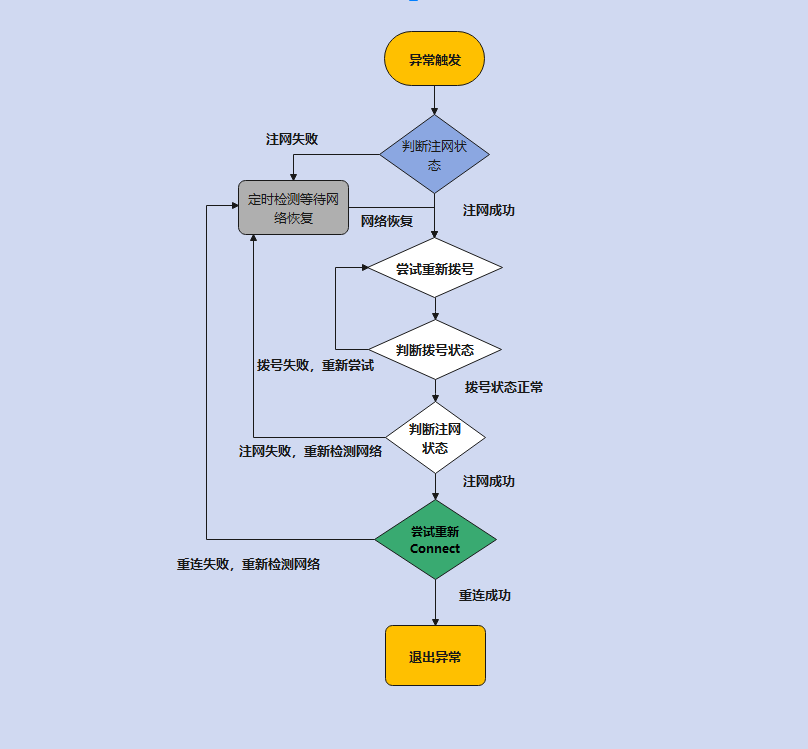 异常触发
注网失败
判断注网状
态
定时检测等待网
络恢复
网络恢复
注网成功
尝试重新拨号
判断拨号状态
拨号失败，重新尝试
拨号状态正常
判断注网
状态
注网失败，重新检测网络
注网成功
尝试重新
Connect
重连失败，重新检测网络
重连成功
退出异常